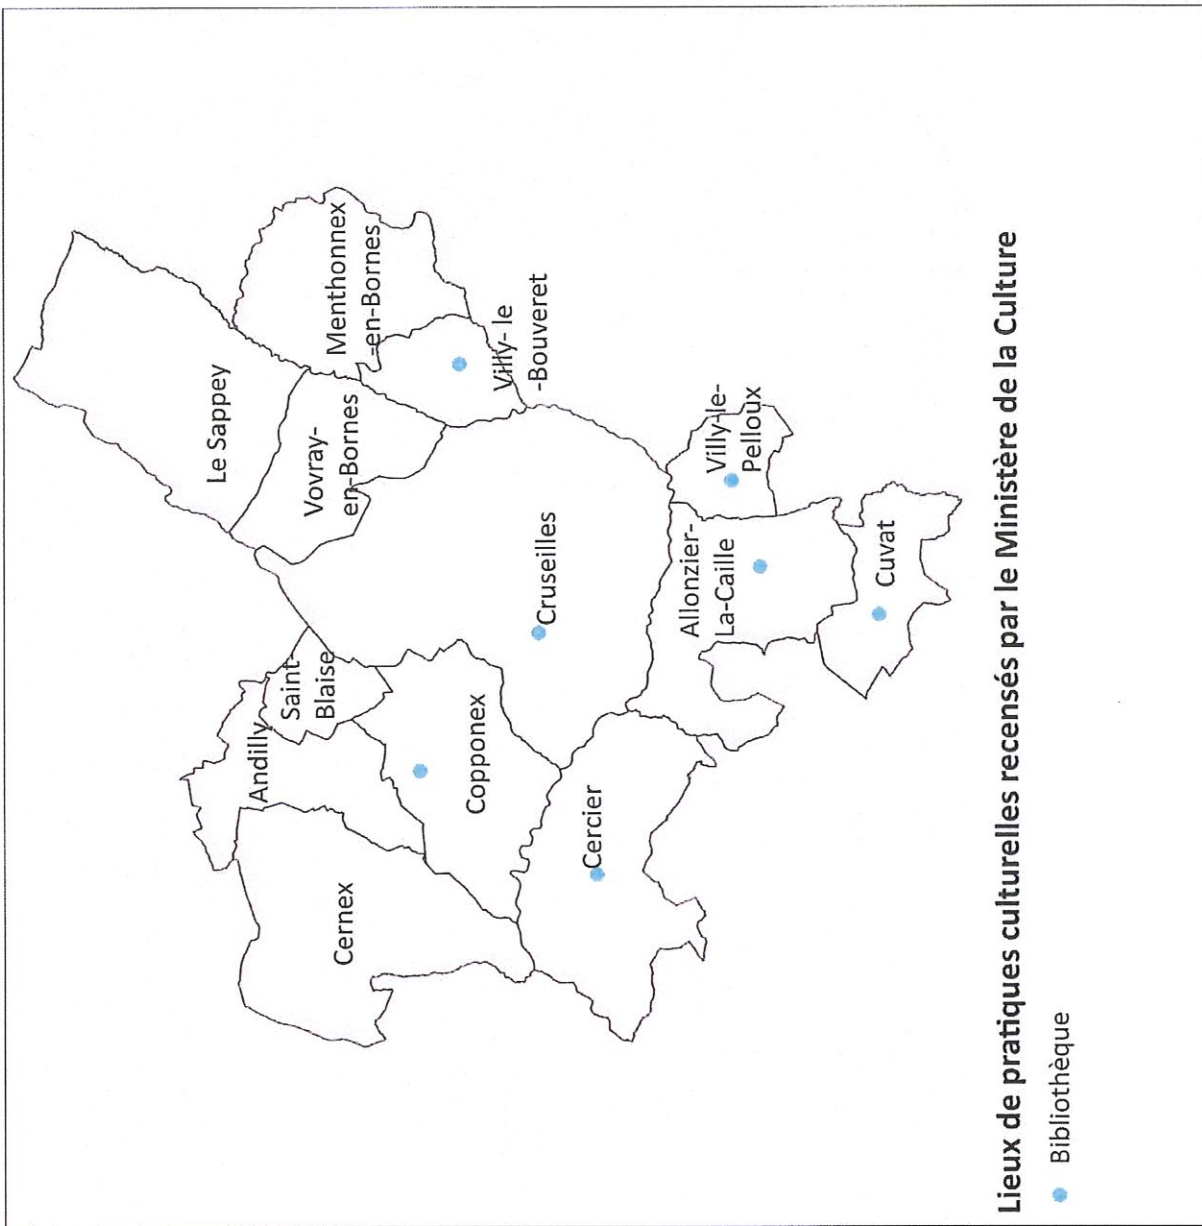 Le Sappey
Menthonnex
-en-Bornes
Vovray-
en-Bornes
Villy- le
-Bouveret
Saint-
Blaise
Andilly
Cernex
Copponex
Cruseilles
Cercier
Allonzier-
La-Caille
Villy-le-
Pelloux
Cuvat
Lieux de pratiques culturelles recensés par le Ministère de la Culture
Bibliothèque